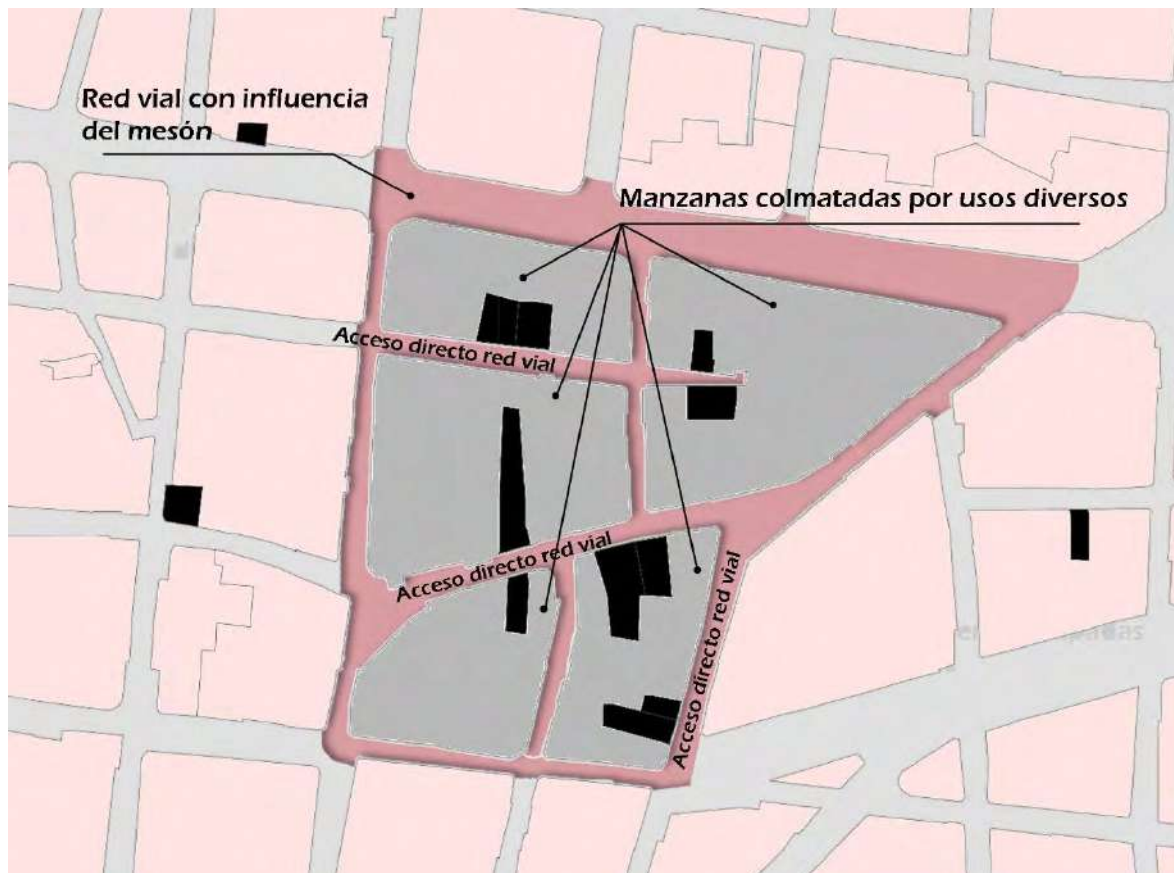 Red vial con influencia
del mesón
Manzanas colmatadas por usos diversos
Acceso directo red vial
Acceso directo red vial
Acceso directo red vial